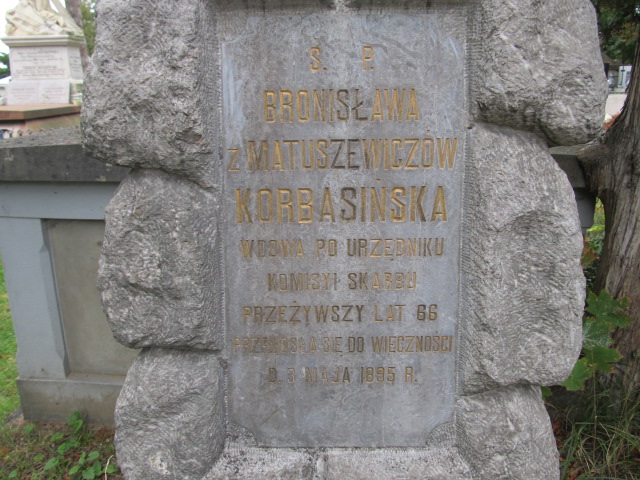 Ś. P.
BRONISŁAWA
Z MATUSZEWICZÓW
KORBASIŃSKA
WDOWA PO URZĘDNIKU
KOMISYI SKARBU
PRZEŻYWSZY LAT 66
PRZENIOSŁA SIĘ DO WIECZNOŚCI
D. 3 MAJA 1895 R.